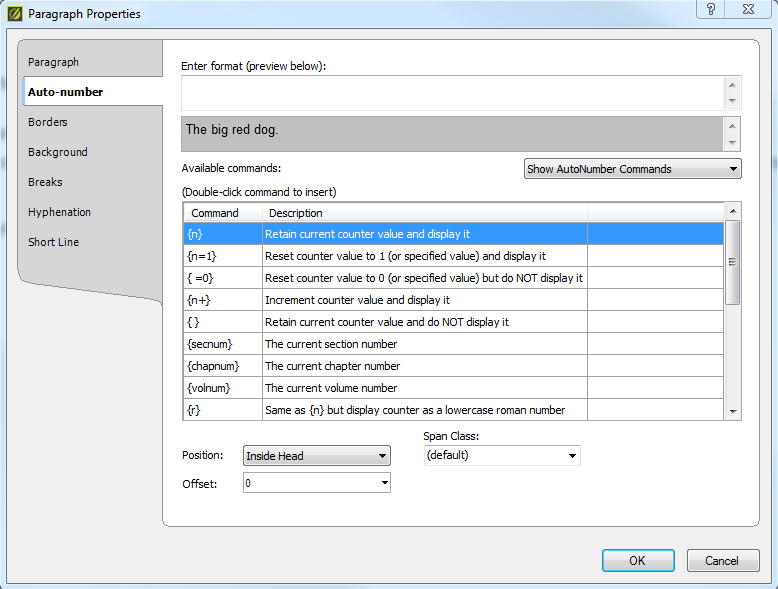 Paragraph Properties
?
Paragraph
Auto-number
Borders
Background
Breaks
Hyphenation
Short Line
Enter format (preview below):
The big red dog.
Available commands:
Show AutoNumber Commands
(Double-click command to insert)
Command Description
{n} Retain current counter value and display it
{n=1} Reset counter value to 1 (or specified value) and display it
{ =0} Reset counter value to 0 (or specified value) but do NOT display it
{n+} Increment counter value and display it
{ } Retain current counter value and do NOT display it
{secnum} The current section number
{chapnum} The current chapter number
{volnum} The current volume number
{r} Same as {n} but display counter as a lowercase roman number
Span Class:
Position: Inside Head (default)
Offset: 0
OK Cancel